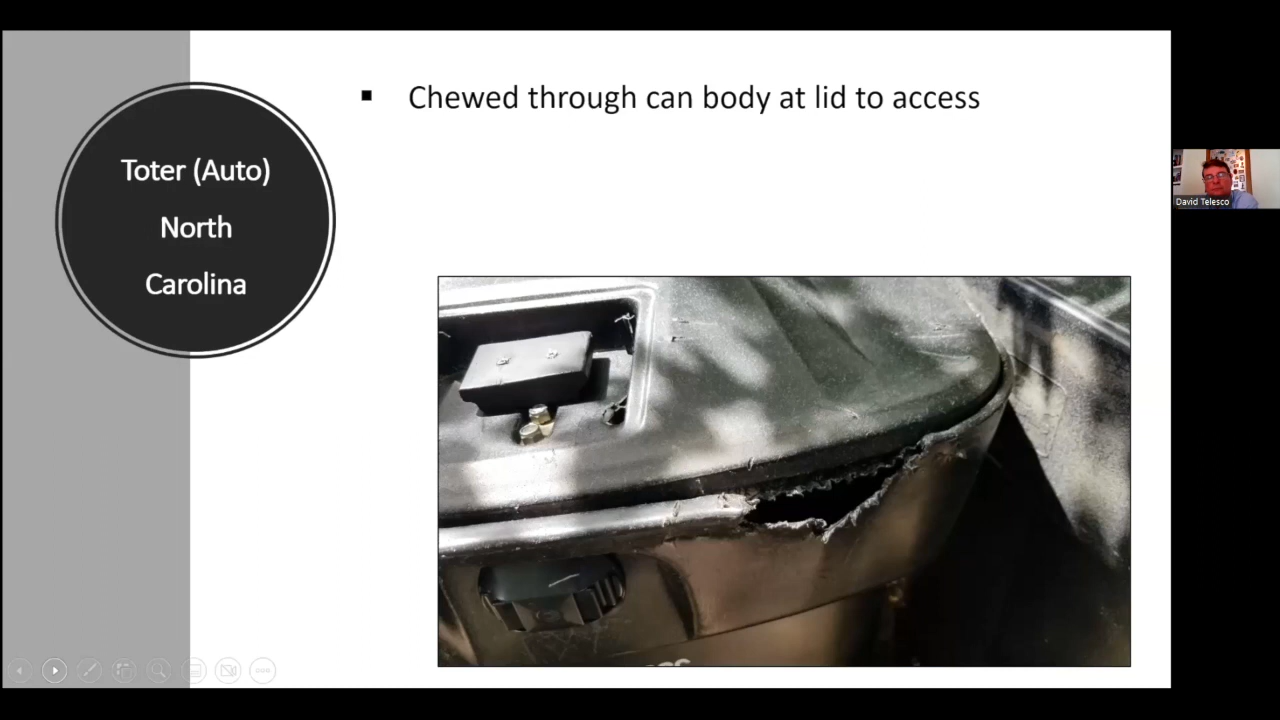 Toter (Auto)
North
Carolina
▪ Chewed through can body at lid to access
David Telesco